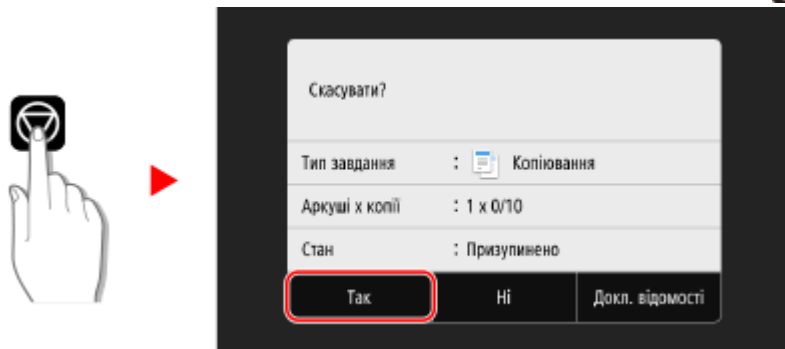 Скасувати?
Тип завдання : Копіювання
Аркуші x копії : 1 x 0/10
Стан : Призупинено
Так Ні Докл. відомості